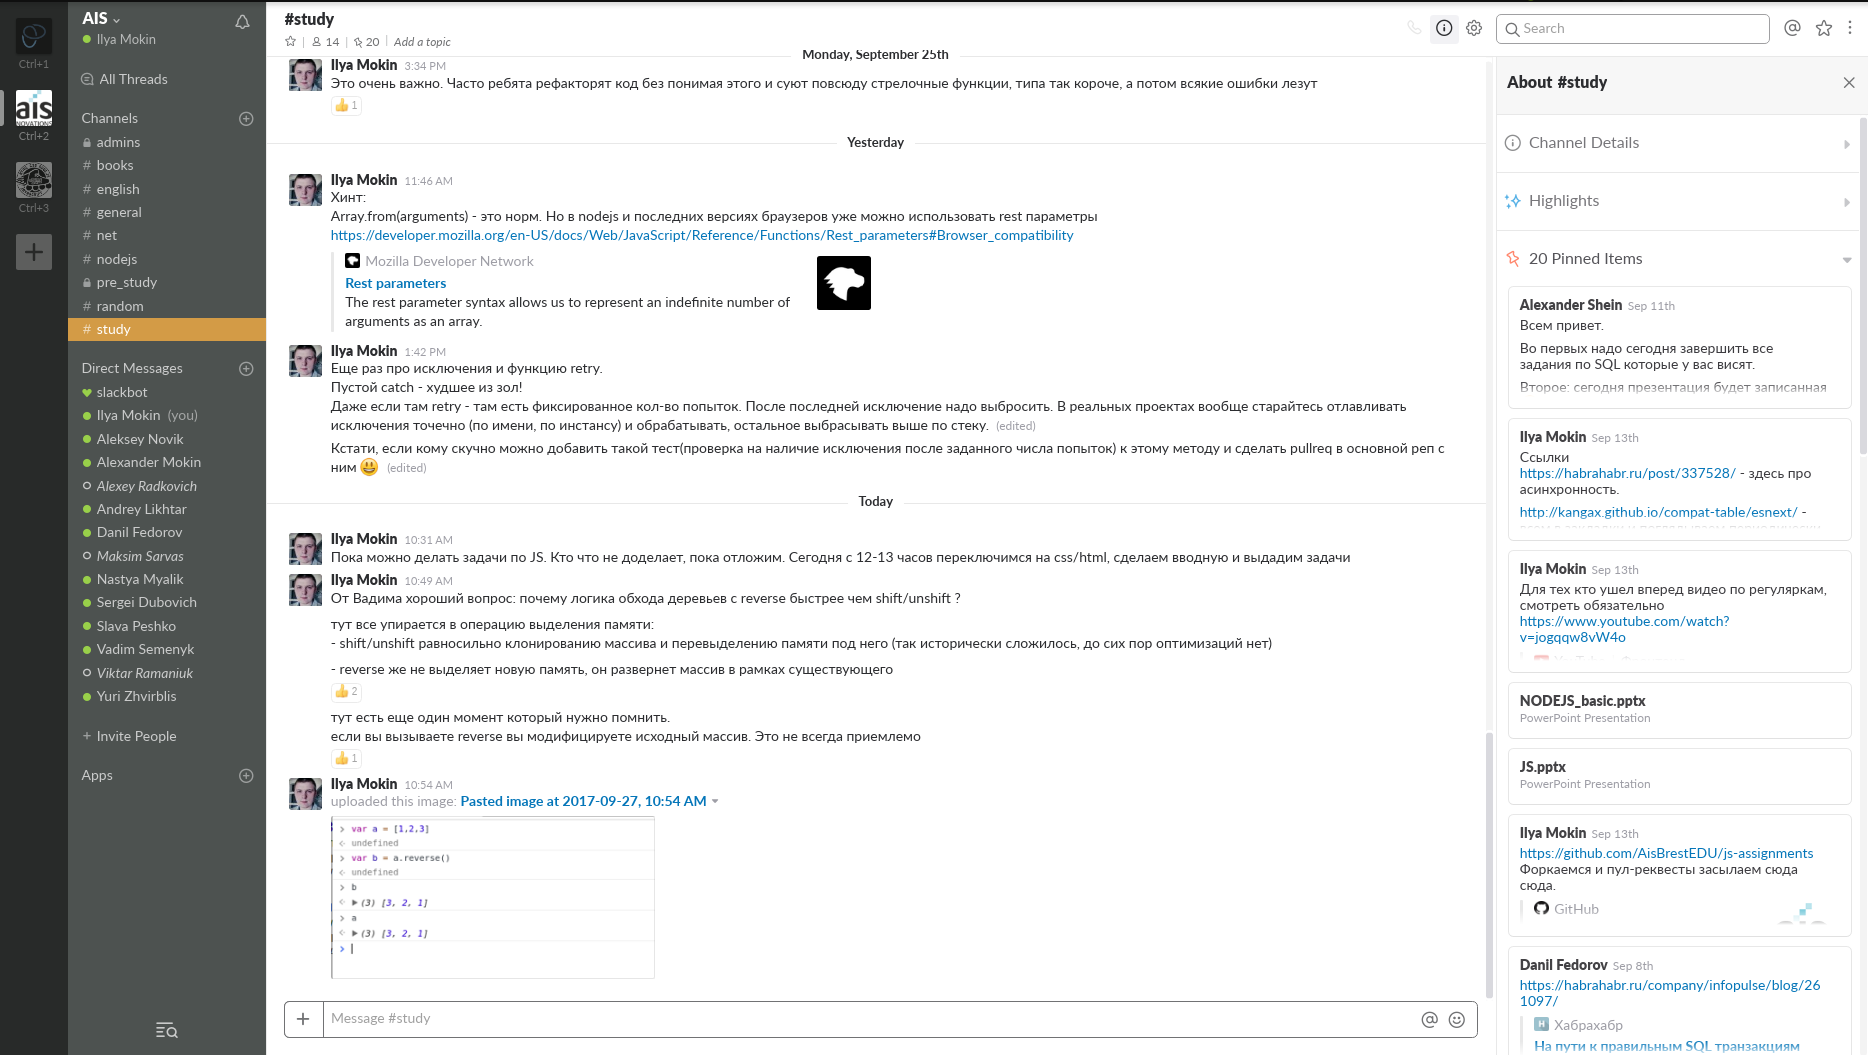 Ctrl+1
ais
Ctrl+2
Ctrl+3
AIS
Ilya Mokin
All Threads
Channels
admins
# books
# english
# general
# net
# nodejs
pre_study
# random
# study
Direct Messages
slackbot
Ilya Mokin (you)
Aleksey Novik
Alexander Mokin
Alexey Radkovich
Andrey Likhtar
Danil Fedorov
Maksim Sarvas
Nastya Myalik
Sergei Dubovich
Slava Peshko
Vadim Semenyk
Viktar Ramaniuk
Yuri Zhvirblis
+ Invite People
Apps
#study
14 | 20 | Add a topic
Search
Monday, September 25th
Ilya Mokin 3:34 PM
Это очень важно. Часто ребята рефакторят код без понимая этого и суют повсюду стрелочные функции, типа так короче, а потом всякие ошибки лезут
1
Yesterday
Ilya Mokin 11:46 AM
Хинт:
Array.from(arguments) - это норм. Но в nodejs и последних версиях браузеров уже можно использовать rest параметры
https://developer.mozilla.org/en-US/docs/Web/JavaScript/Reference/Functions/Rest_parameters#Browser_compatibility
Mozilla Developer Network
Rest parameters
The rest parameter syntax allows us to represent an indefinite number of
arguments as an array.
Ilya Mokin 1:42 PM
Еще раз про исключения и функцию retry.
Пустой catch - худшее из зол!
Даже если там retry - там есть фиксированное кол-во попыток. После последней исключение надо выбросить. В реальных проектах вообще старайтесь отлавливать
исключения точечно (по имени, по инстансу) и обрабатывать, остальное выбрасывать выше по стеку. (edited)
Кстати, если кому скучно можно добавить такой тест(проверка на наличие исключения после заданного числа попыток) к этому методу и сделать pullreq в основной реп с
ним (edited)
Today
Ilya Mokin 10:31 AM
Пока можно делать задачи по JS. Кто что не доделает, пока отложим. Сегодня с 12-13 часов переключимся на css/html, сделаем вводную и выдадим задачи
Ilya Mokin 10:49 AM
От Вадима хороший вопрос: почему логика обхода деревьев с reverse быстрее чем shift/unshift ?
тут все упирается в операцию выделения памяти:
- shift/unshift равносильно клонированию массива и перевыделению памяти под него (так исторически сложилось, до сих пор оптимизаций нет)
- reverse же не выделяет новую память, он развернет массив в рамках существующего
2
тут есть еще один момент который нужно помнить.
если вы вызываете reverse вы модифицируете исходный массив. Это не всегда приемлемо
1
Ilya Mokin 10:54 AM
uploaded this image: Pasted image at 2017-09-27, 10:54 AM
> var a = [1,2,3]
undefined
> var b = a.reverse()
undefined
> b
(3) [3, 2, 1]
> a
(3) [3, 2, 1]
>
Message #study
About #study
Channel Details
Highlights
20 Pinned Items
Alexander Shein Sep 11th
Всем привет.
Во первых надо сегодня завершить все
задания по SQL которые у вас висят.
Второе: сегодня презентация будет записанная
Ilya Mokin Sep 13th
Ссылки
https://habrahabr.ru/post/337528/ - здесь про
асинхронность.
http://kangax.github.io/compat-table/esnext/ -
Ilya Mokin Sep 13th
Для тех кто ушел вперед видео по регуляркам,
смотреть обязательно
https://www.youtube.com/watch?
v=jogqqw8vW4o
NODEJS_basic.pptx
PowerPoint Presentation
JS.pptx
PowerPoint Presentation
Ilya Mokin Sep 13th
https://github.com/AisBrestEDU/js-assignments
Форкаемся и пул-реквесты засылаем сюда
сюда.
GitHub
Danil Fedorov Sep 8th
https://habrahabr.ru/company/infopulse/blog/26
1097/
Хабрахабр
На пути к правильным SQL транзакциям